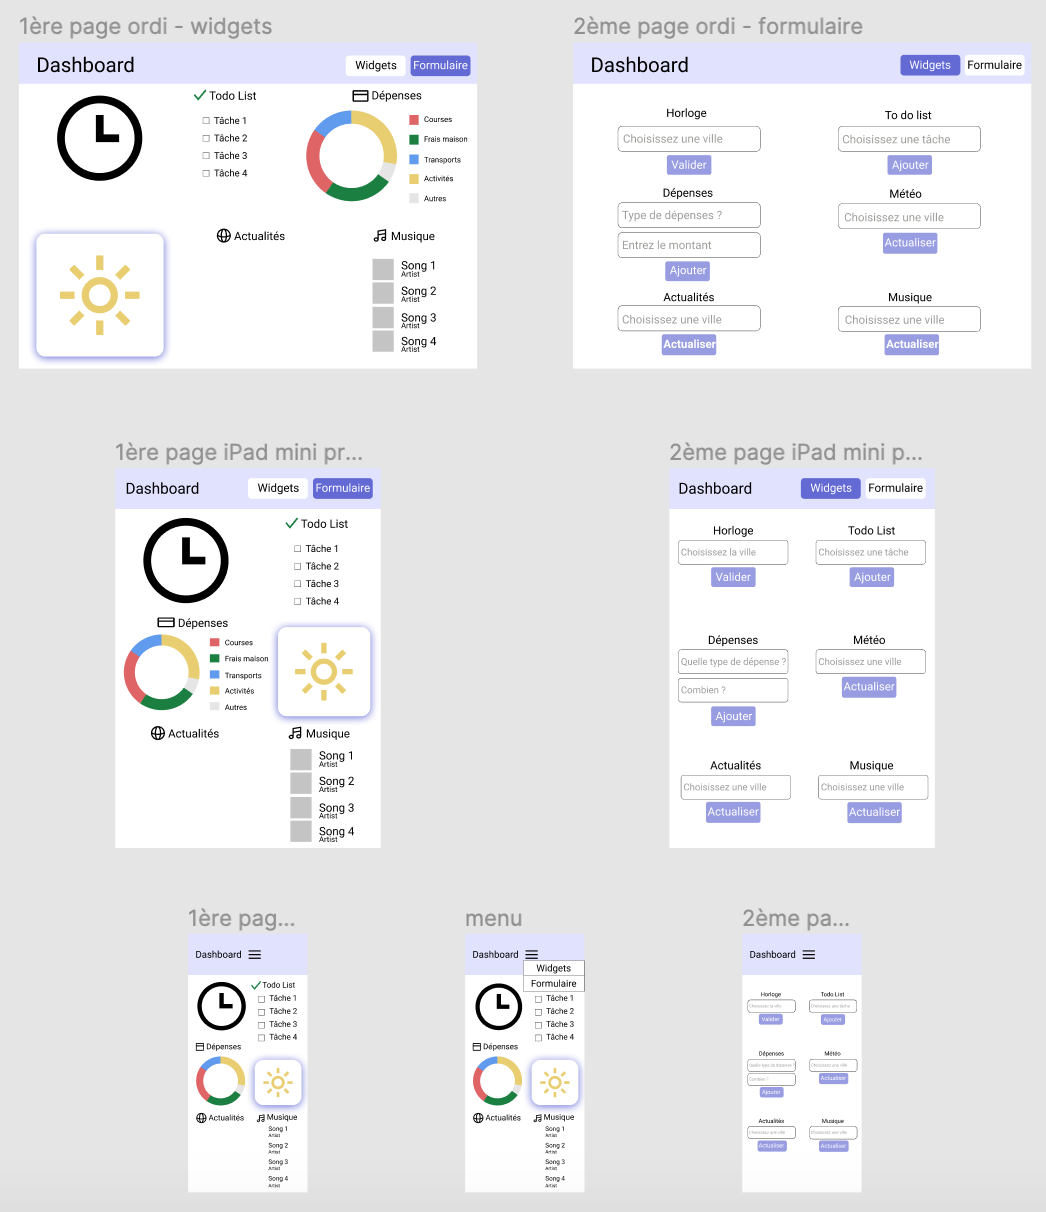 1ère page ordi - widgets
Dashboard
Widgets
Formulaire
Todo List
Tâche 1
Tâche 2
Tâche 3
Tâche 4
Dépenses
Courses
Frais maison
Transports
Activités
Autres
Actualités
Musique
Song 1
Artist
Song 2
Artist
Song 3
Artist
Song 4
Artist
2ème page ordi - formulaire
Dashboard
Widgets
Formulaire
Horloge
Choisissez une ville
Valider
To do list
Choisissez une tâche
Ajouter
Dépenses
Type de dépenses ?
Entrez le montant
Ajouter
Météo
Choisissez une ville
Actualiser
Actualités
Choisissez une ville
Actualiser
Musique
Choisissez une ville
Actualiser
1ère page iPad mini pr...
Dashboard
Widgets
Formulaire
Todo List
Tâche 1
Tâche 2
Tâche 3
Tâche 4
Dépenses
Courses
Frais maison
Transports
Activités
Autres
Actualités
Musique
Song 1
Artist
Song 2
Artist
Song 3
Artist
Song 4
Artist
2ème page iPad mini p...
Dashboard
Widgets
Formulaire
Horloge
Choisissez la ville
Valider
Todo List
Choisissez une tâche
Ajouter
Dépenses
Quelle type de dépense ?
Combien ?
Ajouter
Météo
Choisissez une ville
Actualiser
Actualités
Choisissez une ville
Actualiser
Musique
Choisissez une ville
Actualiser
1ère pag...
Dashboard
Todo List
Tâche 1
Tâche 2
Tâche 3
Tâche 4
Dépenses
Actualités
Musique
Song 1
Artist
Song 2
Artist
Song 3
Artist
Song 4
Artist
menu
Dashboard
Widgets
Formulaire
Tâche 1
Tâche 2
Tâche 3
Tâche 4
Dépenses
Actualités
Musique
Song 1
Artist
Song 2
Artist
Song 3
Artist
Song 4
Artist
2ème pa...
Dashboard
Horloge
Choisissez la ville
Valider
Todo List
Choisissez une tâche
Ajouter
Dépenses
Quelle type de dépense ?
Combien ?
Ajouter
Météo
Choisissez une ville
Actualiser
Actualités
Choisissez une ville
Actualiser
Musique
Choisissez une ville
Actualiser